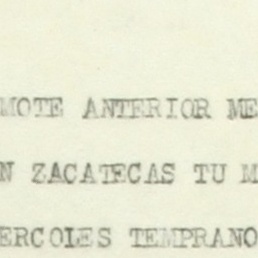 MOTE ANTERIOR ME
N ZACATECAS TU M
ERCOLES TEMPRANO